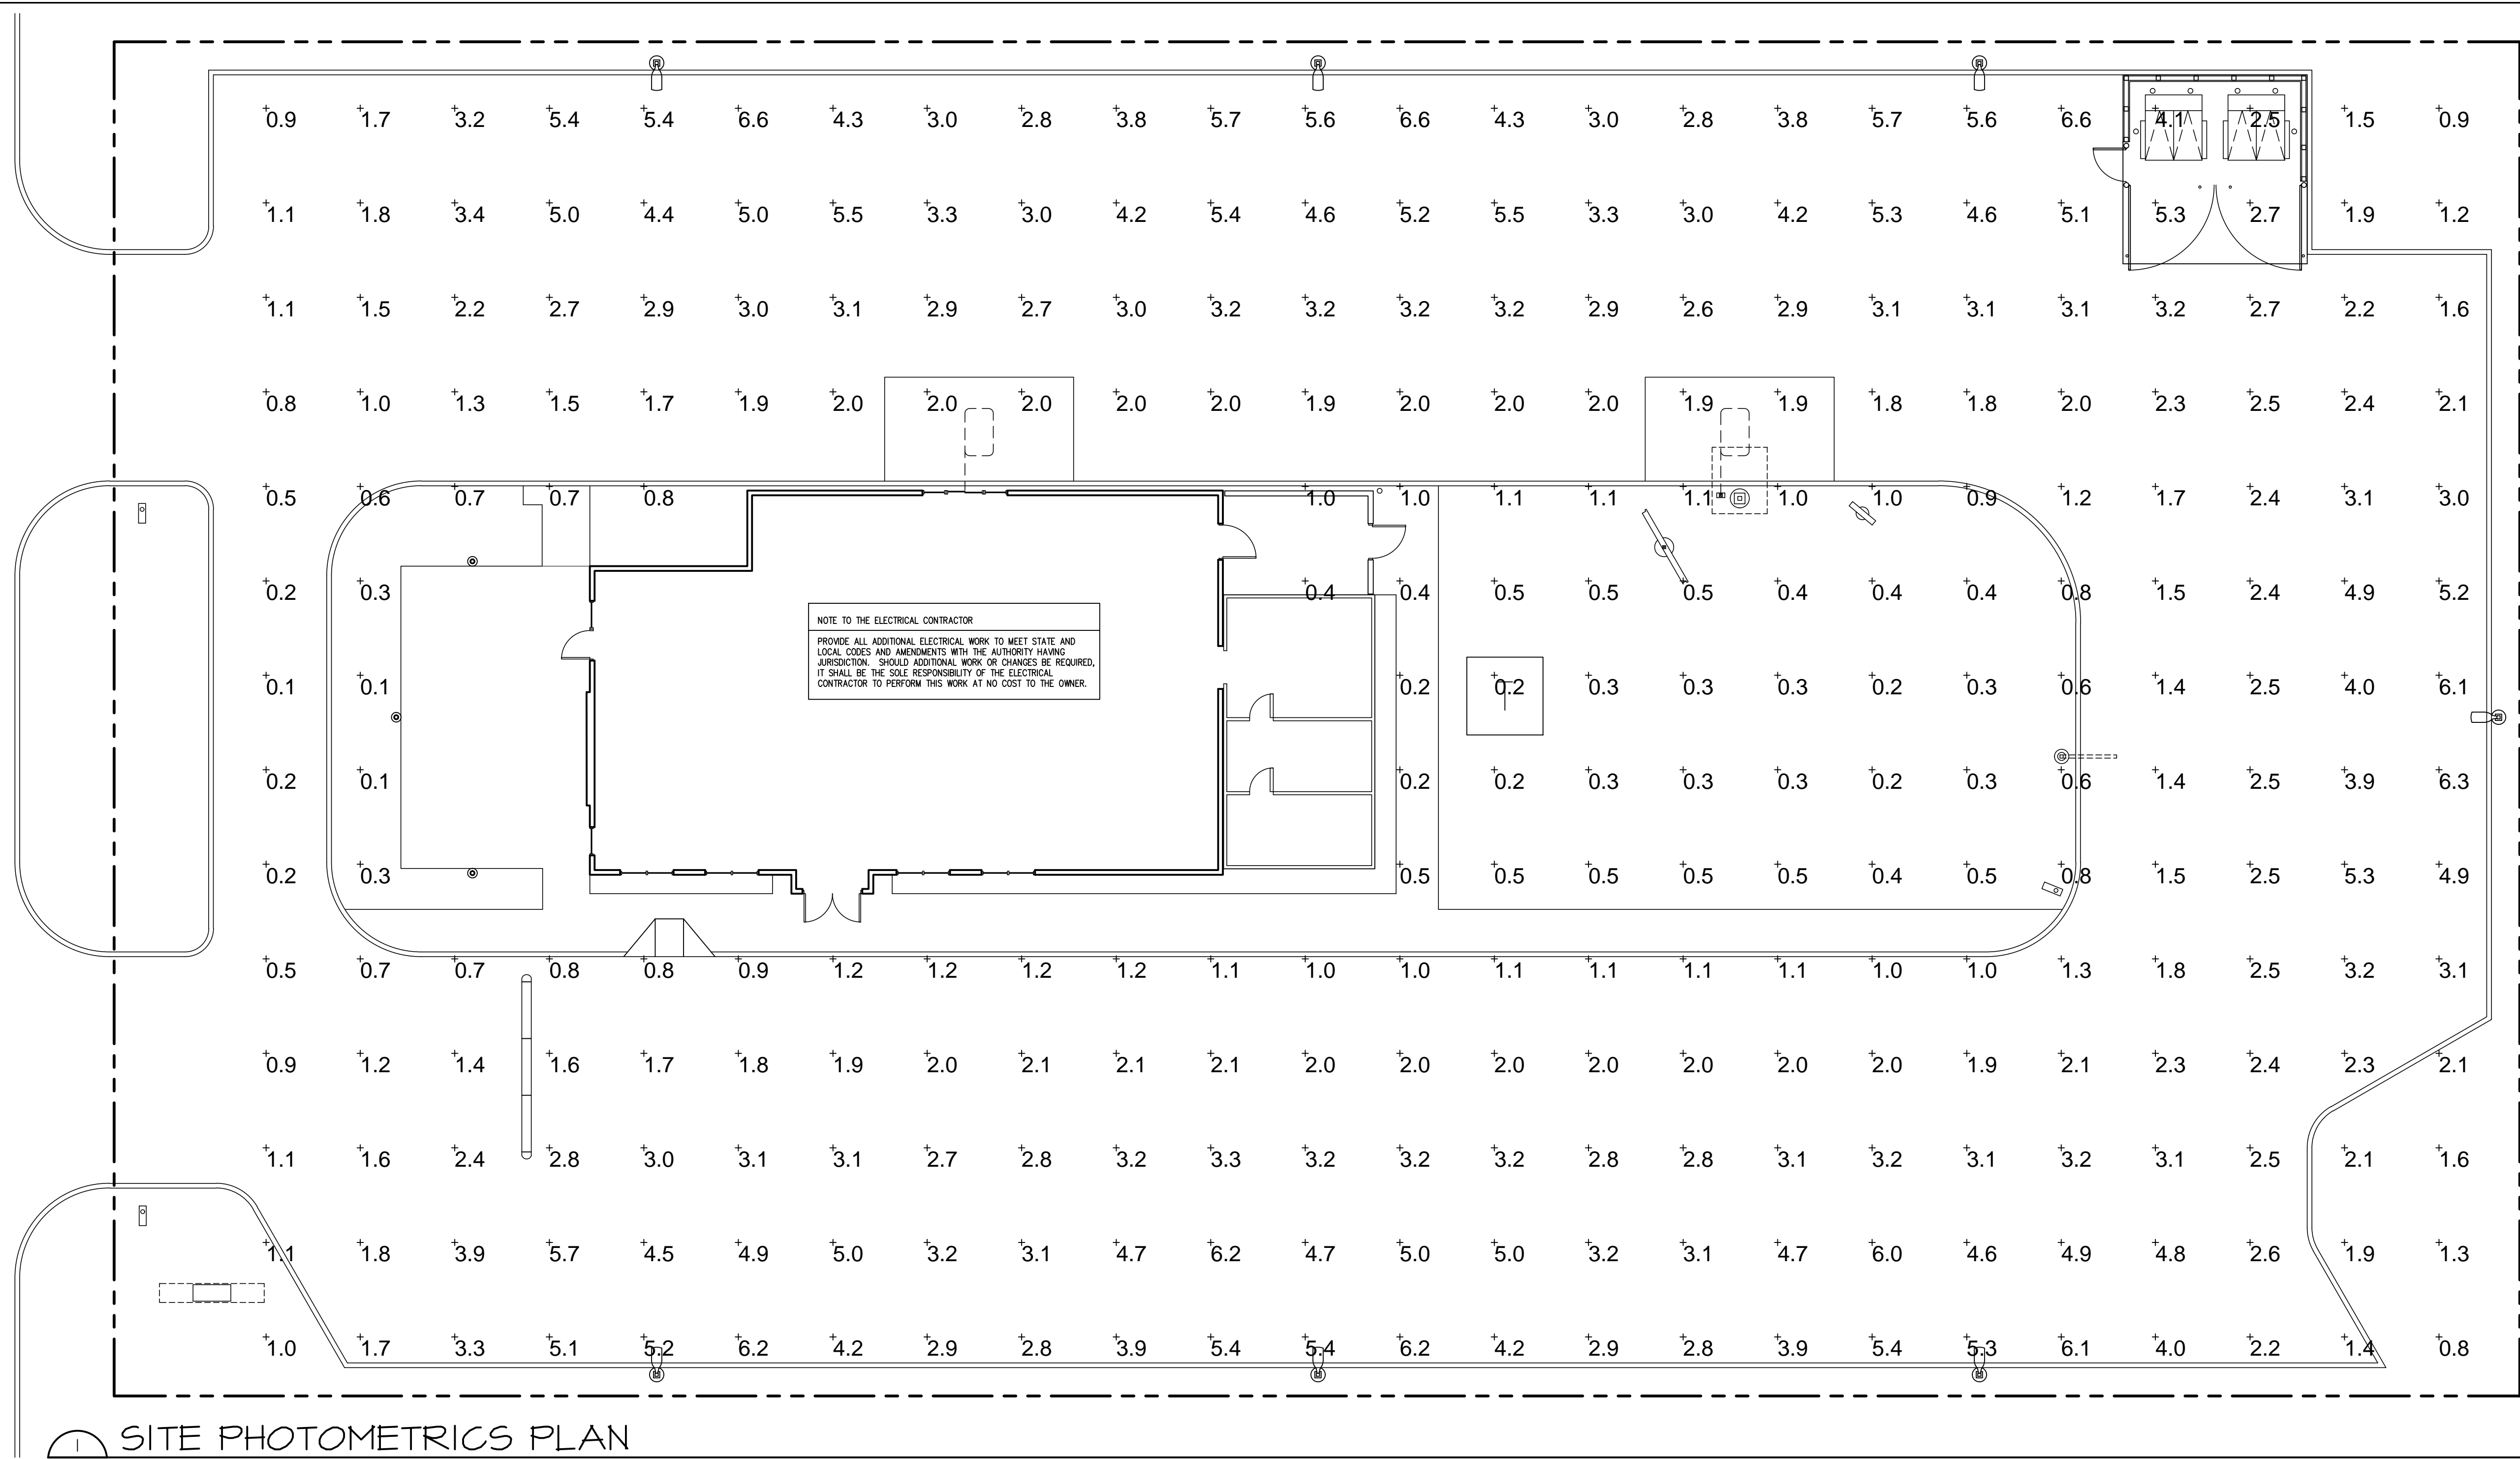 0.9 1.7 3.2 5.4 5.4 6.6 4.3 3.0 2.8 3.8 5.7 5.6 6.6 4.3 3.0 2.8 3.8 5.7 5.6 6.6 4.1 2.5 1.5 0.9
1.1 1.8 3.4 5.0 4.4 5.0 5.5 3.3 3.0 4.2 5.4 4.6 5.2 5.5 3.3 3.0 4.2 5.3 4.6 5.1 5.3 2.7 1.9 1.2
1.1 1.5 2.2 2.7 2.9 3.0 3.1 2.9 2.7 3.0 3.2 3.2 3.2 3.2 2.9 2.6 2.9 3.1 3.1 3.1 3.2 2.7 2.2 1.6
0.8 1.0 1.3 1.5 1.7 1.9 2.0 2.0 2.0 2.0 2.0 1.9 2.0 2.0 2.0 1.9 1.9 1.8 1.8 2.0 2.3 2.5 2.4 2.1
0.5 0.6 0.7 0.7 0.8 1.0 1.0 1.1 1.1 1.1 1.0 1.0 0.9 1.2 1.7 2.4 3.1 3.0
0.2 0.3 0.4 0.4 0.5 0.5 0.5 0.4 0.4 0.4 0.8 1.5 2.4 4.9 5.2
NOTE TO THE ELECTRICAL CONTRACTOR
PROVIDE ALL ADDITIONAL ELECTRICAL WORK TO MEET STATE AND
LOCAL CODES AND AMENDMENTS WITH THE AUTHORITY HAVING
JURISDICTION. SHOULD ADDITIONAL WORK OR CHANGES BE REQUIRED,
IT SHALL BE THE SOLE RESPONSIBILITY OF THE ELECTRICAL
CONTRACTOR TO PERFORM THIS WORK AT NO COST TO THE OWNER.
0.1 0.1 0.2 0.2 0.3 0.3 0.3 0.2 0.3 0.6 1.4 2.5 4.0 6.1
0.2 0.1 0.2 0.2 0.3 0.3 0.3 0.2 0.3 0.6 1.4 2.5 3.9 6.3
0.2 0.3 0.5 0.5 0.5 0.5 0.5 0.4 0.5 0.8 1.5 2.5 5.3 4.9
0.5 0.7 0.7 0.8 0.8 0.9 1.2 1.2 1.2 1.2 1.1 1.0 1.0 1.1 1.1 1.1 1.1 1.0 1.0 1.3 1.8 2.5 3.2 3.1
0.9 1.2 1.4 1.6 1.7 1.8 1.9 2.0 2.1 2.1 2.1 2.0 2.0 2.0 2.0 2.0 2.0 2.0 1.9 2.1 2.3 2.4 2.3 2.1
1.1 1.6 2.4 2.8 3.0 3.1 3.1 2.7 2.8 3.2 3.3 3.2 3.2 3.2 2.8 2.8 3.1 3.2 3.1 3.2 3.1 2.5 2.1 1.6
1.1 1.8 3.9 5.7 4.5 4.9 5.0 3.2 3.1 4.7 6.2 4.7 5.0 5.0 3.2 3.1 4.7 6.0 4.6 4.9 4.8 2.6 1.9 1.3
1.0 1.7 3.3 5.1 5.2 6.2 4.2 2.9 2.8 3.9 5.4 5.4 6.2 4.2 2.9 2.8 3.9 5.4 5.3 6.1 4.0 2.2 1.4 0.8
1 SITE PHOTOMETRICS PLAN